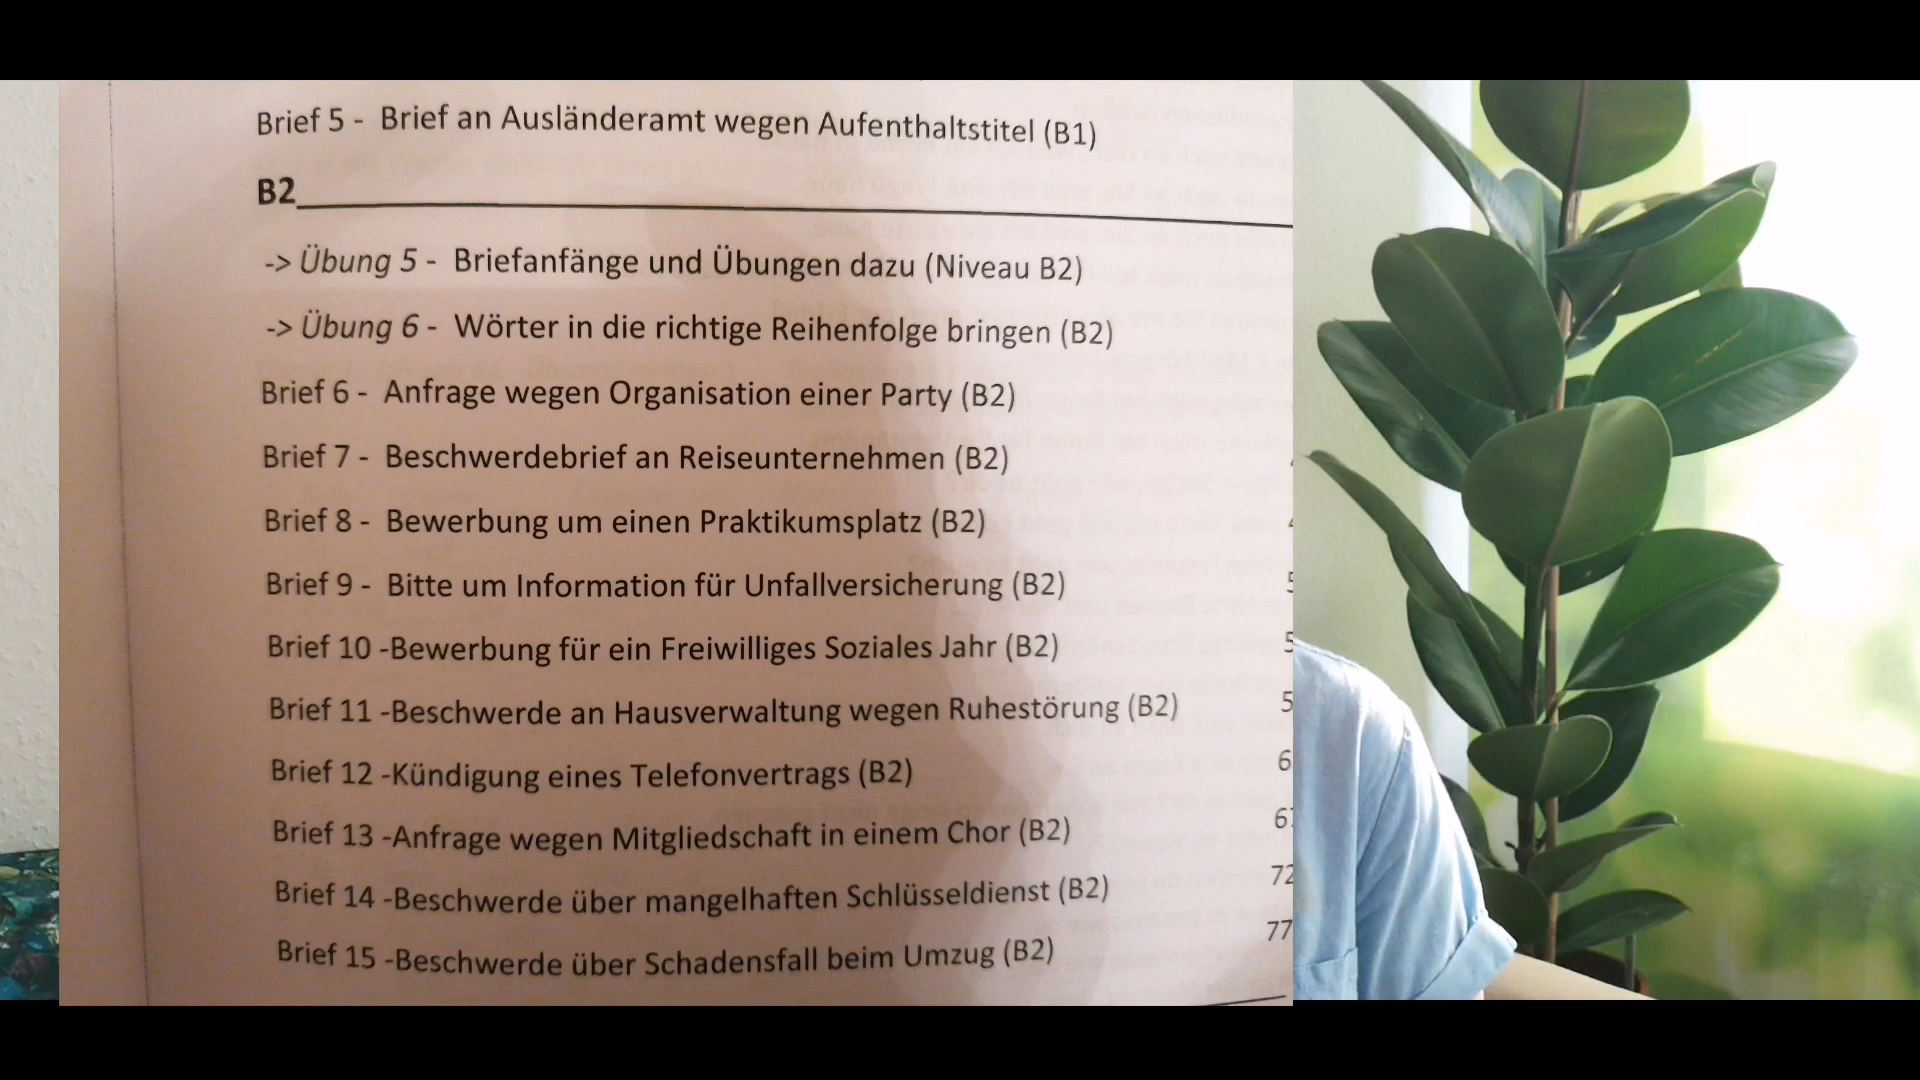 Brief 5 - Brief an Ausländeramt wegen Aufenthaltstitel (B1)
B2
-> Übung 5 - Briefanfänge und Übungen dazu (Niveau B2)
-> Übung 6 - Wörter in die richtige Reihenfolge bringen (B2)
Brief 6 - Anfrage wegen Organisation einer Party (B2)
Brief 7 - Beschwerdebrief an Reiseunternehmen (B2)
Brief 8 - Bewerbung um einen Praktikumsplatz (B2)
Brief 9 - Bitte um Information für Unfallversicherung (B2)
Brief 10 -Bewerbung für ein Freiwilliges Soziales Jahr (B2)
Brief 11 -Beschwerde an Hausverwaltung wegen Ruhestörung (B2)
Brief 12 -Kündigung eines Telefonvertrags (B2)
Brief 13 -Anfrage wegen Mitgliedschaft in einem Chor (B2)
Brief 14 -Beschwerde über mangelhaften Schlüsseldienst (B2) 72
Brief 15 -Beschwerde über Schadensfall beim Umzug (B2) 77